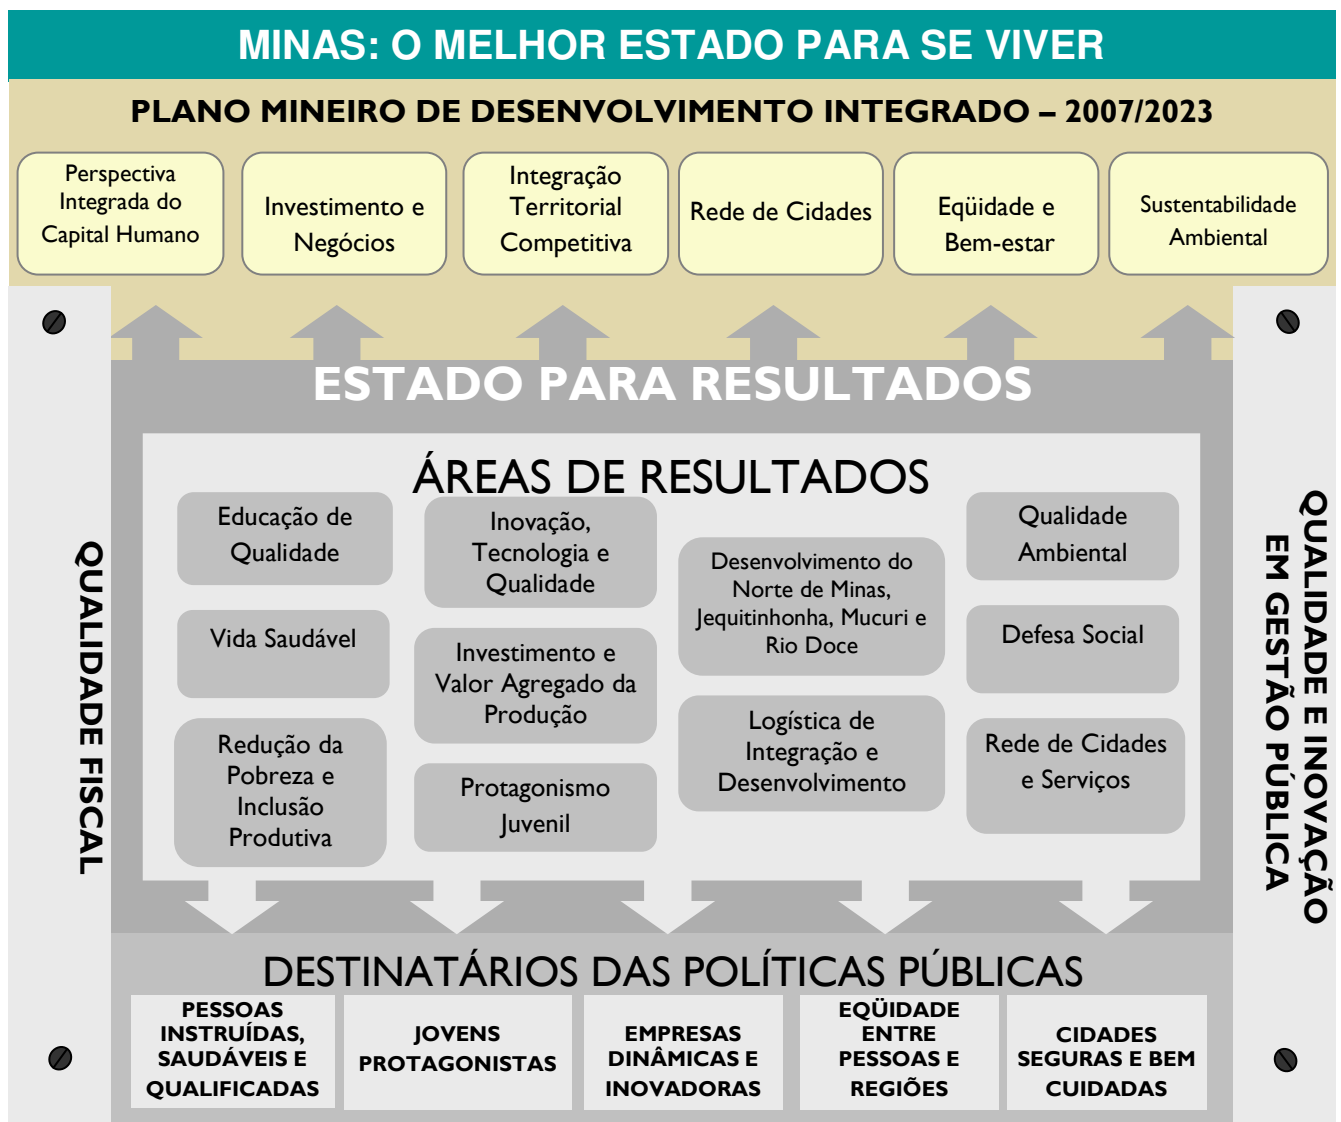 MINAS: O MELHOR ESTADO PARA SE VIVER
PLANO MINEIRO DE DESENVOLVIMENTO INTEGRADO – 2007/2023
Perspectiva
Integrada do
Capital Humano
Investimento e
Negócios
Integração
Territorial
Competitiva
Rede de Cidades
Eqüidade e
Bem-estar
Sustentabilidade
Ambiental
ESTADO PARA RESULTADOS
ÁREAS DE RESULTADOS
Educação de
Qualidade
Vida Saudável
Redução da
Pobreza e
Inclusão
Produtiva
Inovação,
Tecnologia e
Qualidade
Investimento e
Valor Agregado da
Produção
Protagonismo
Juvenil
Desenvolvimento do
Norte de Minas,
Jequitinhonha, Mucuri e
Rio Doce
Logística de
Integração e
Desenvolvimento
Qualidade
Ambiental
Defesa Social
Rede de Cidades
e Serviços
QUALIDADE FISCAL
QUALIDADE E INOVAÇÃO
EM GESTÃO PÚBLICA
DESTINATÁRIOS DAS POLÍTICAS PÚBLICAS
PESSOAS
INSTRUÍDAS,
SAUDÁVEIS E
QUALIFICADAS
JOVENS
PROTAGONISTAS
EMPRESAS
DINÂMICAS E
INOVADORAS
EQÜIDADE
ENTRE
PESSOAS E
REGIÕES
CIDADES
SEGURAS E BEM
CUIDADAS